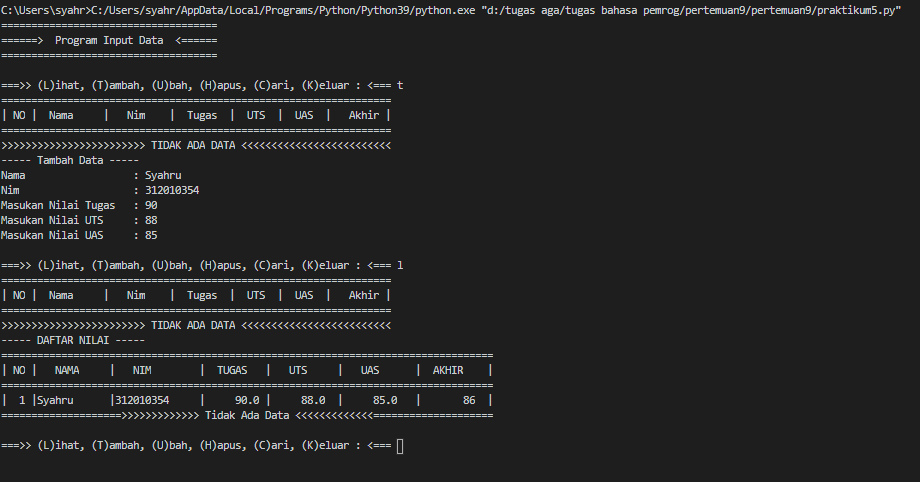 C:\Users\syahr>C:/Users/syahr/AppData/Local/Programs/Python/Python39/python.exe "d:/tugas aga/tugas bahasa pemrog/pertemuan9/pertemuan9/praktikum5.py"
====================================
======>  Program Input Data  <======
====================================

===>> (L)ihat, (T)ambah, (U)bah, (H)apus, (C)ari, (K)eluar : <=== t
=================================================================
| NO |  Nama     |   Nim    |  Tugas  |  UTS  |  UAS  |   Akhir |
=================================================================
>>>>>>>>>>>>>>>>>>>>>>>> TIDAK ADA DATA <<<<<<<<<<<<<<<<<<<<<<<<<
----- Tambah Data -----
Nama                  : Syahru
Nim                   : 312010354
Masukan Nilai Tugas   : 90
Masukan Nilai UTS     : 88
Masukan Nilai UAS     : 85

===>> (L)ihat, (T)ambah, (U)bah, (H)apus, (C)ari, (K)eluar : <=== l
=================================================================
| NO |  Nama     |   Nim    |  Tugas  |  UTS  |  UAS  |   Akhir |
=================================================================
>>>>>>>>>>>>>>>>>>>>>>>> TIDAK ADA DATA <<<<<<<<<<<<<<<<<<<<<<<<<
----- DAFTAR NILAI -----
==================================================================================
| NO |   NAMA     |   NIM        |  TUGAS   |   UTS     |   UAS      |  AKHIR    |
==================================================================================
|  1 |Syahru      |312010354     |     90.0 |     88.0  |     85.0   |       86  |
====================>>>>>>>>>>>>> Tidak Ada Data <<<<<<<<<<<<<====================

===>> (L)ihat, (T)ambah, (U)bah, (H)apus, (C)ari, (K)eluar : <===